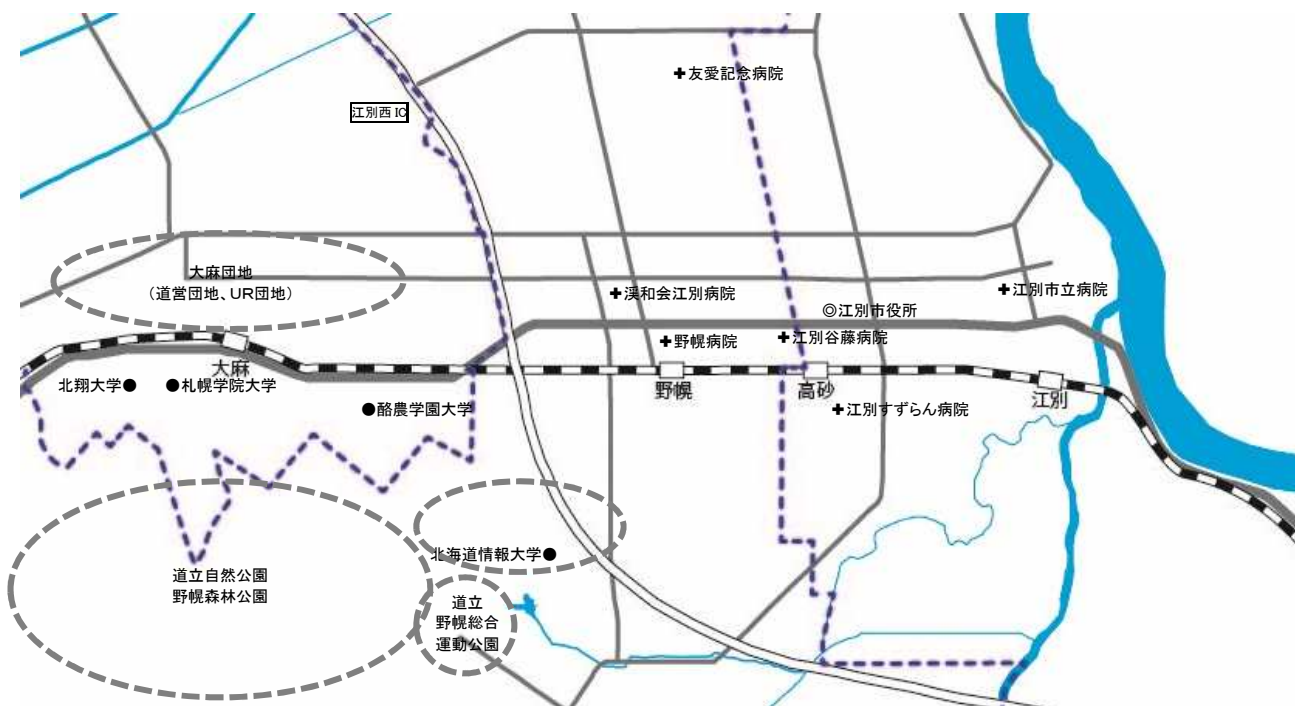 ✚友愛記念病院
江別西IC
大麻団地
（道営団地、UR団地）
✚渓和会江別病院
✚江別市立病院
◎江別市役所
✚野幌病院
✚江別谷藤病院
大麻
北翔大学●
●札幌学院大学
野幌
高砂
江別
●酪農学園大学
✚江別すずらん病院
北海道情報大学●
道立自然公園
野幌森林公園
道立
野幌総合
運動公園